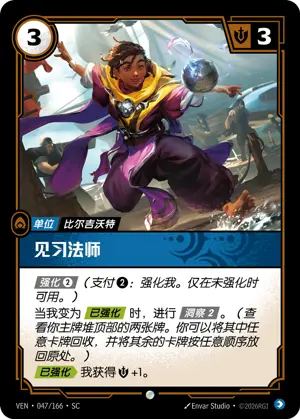 3
3
单位 比尔吉沃特
见习法师
强化 2 （支付 2：强化我。仅在未强化时
可用。）
当我变为 已强化 时，进行 洞察 2 。（查
看你主牌堆顶部的两张牌。你可以将其中任
意卡牌回收，并将其余的卡牌按任意顺序放
回原处。）
已强化 我获得 +1。
VEN • 047/166 • SC
Envar Studio • ©2026RGI